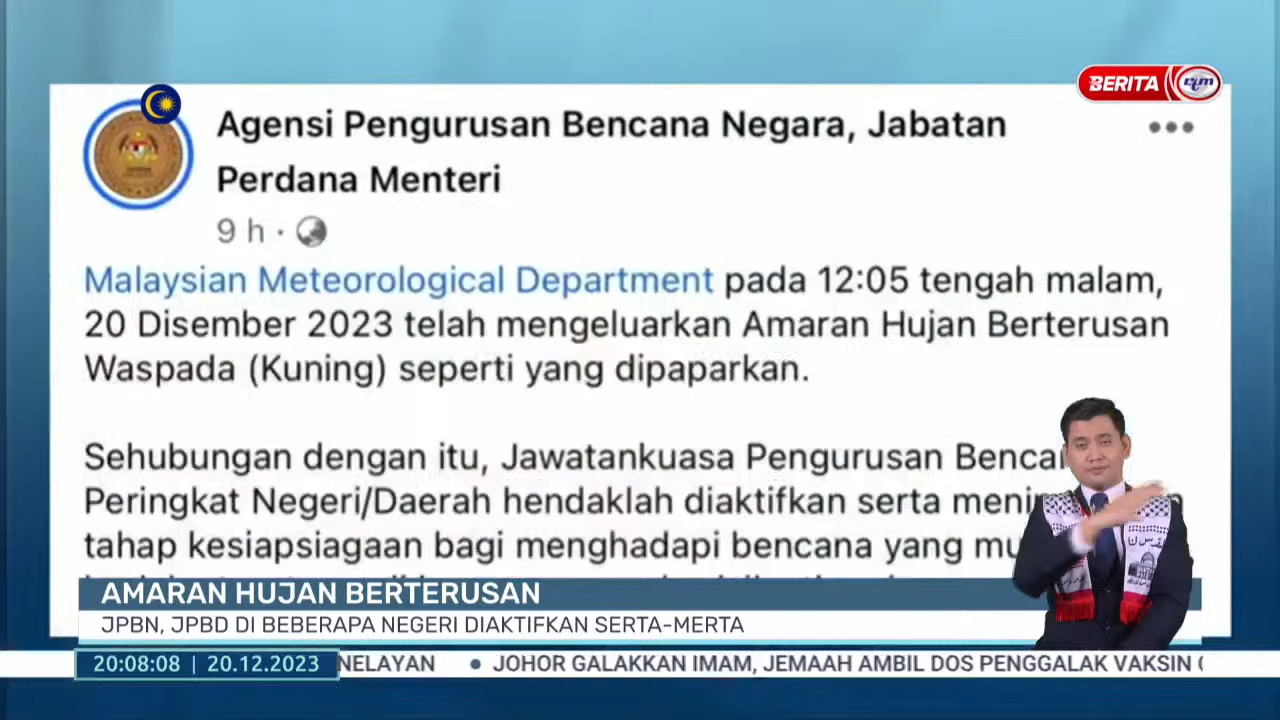 BERITA rtm
Agensi Pengurusan Bencana Negara, Jabatan
Perdana Menteri
9 h ·
Malaysian Meteorological Department pada 12:05 tengah malam,
20 Disember 2023 telah mengeluarkan Amaran Hujan Berterusan
Waspada (Kuning) seperti yang dipaparkan.
Sehubungan dengan itu, Jawatankuasa Pengurusan
Peringkat Negeri/Daerah hendaklah diaktifkan serta
tahap kesiapsiagaan bagi menghadapi bencana yang
AMARAN HUJAN BERTERUSAN
JPBN, JPBD DI BEBERAPA NEGERI DIAKTIFKAN SERTA-MERTA
20:08:08 | 20.12.2023 NELAYAN • JOHOR GALAKKAN IMAM, JEMAAH AMBIL DOS PENGGALAK VAKSIN